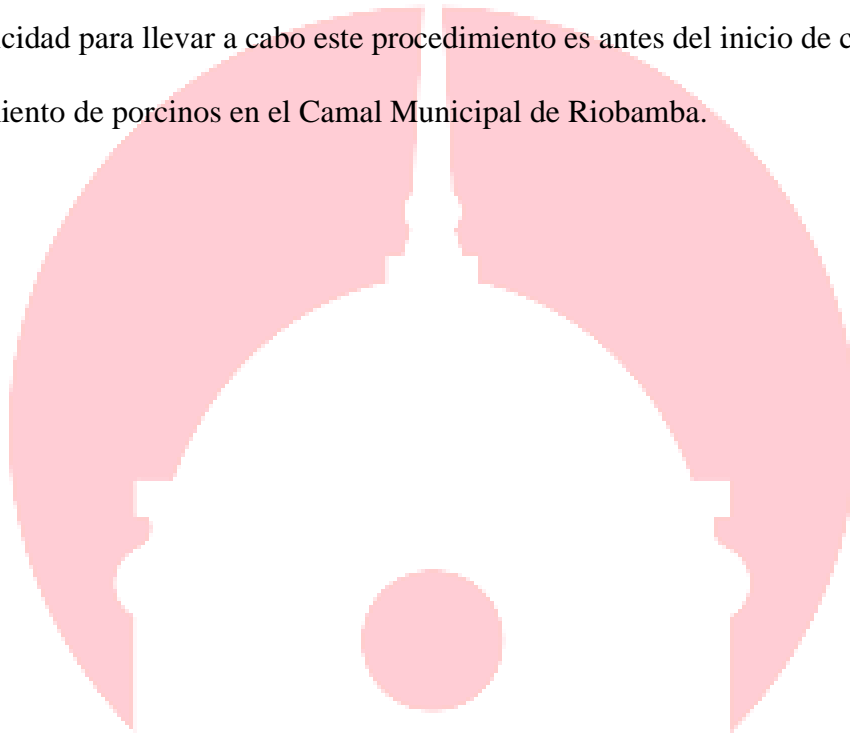 icidad para llevar a cabo este procedimiento es antes del inicio de c
iento de porcinos en el Camal Municipal de Riobamba.